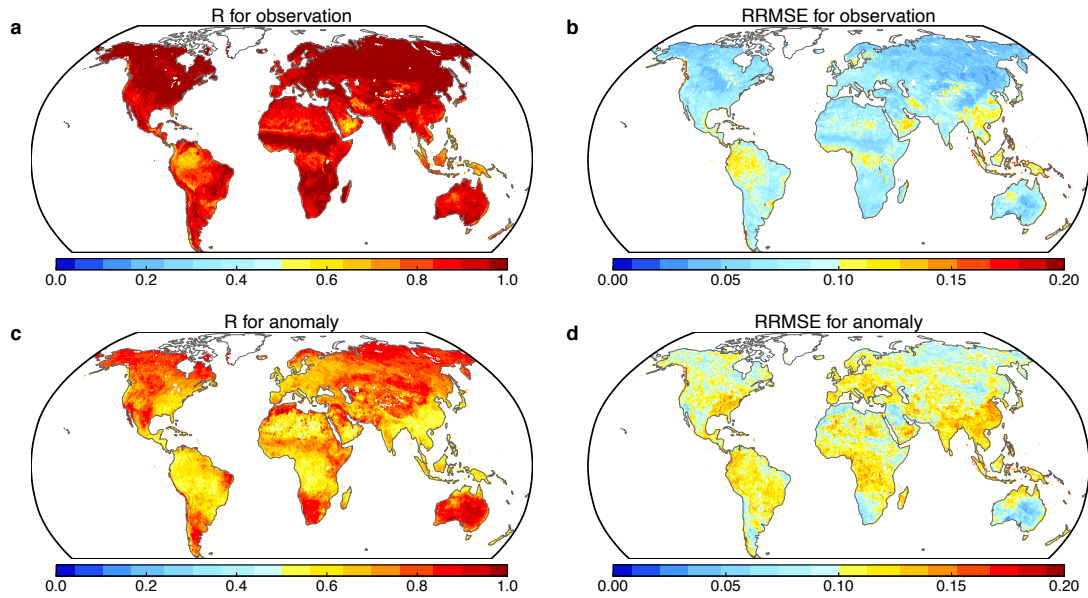 a
R for observation
0.0 0.2 0.4 0.6 0.8 1.0
b
RRMSE for observation
0.00 0.05 0.10 0.15 0.20
c
R for anomaly
0.0 0.2 0.4 0.6 0.8 1.0
d
RRMSE for anomaly
0.00 0.05 0.10 0.15 0.20